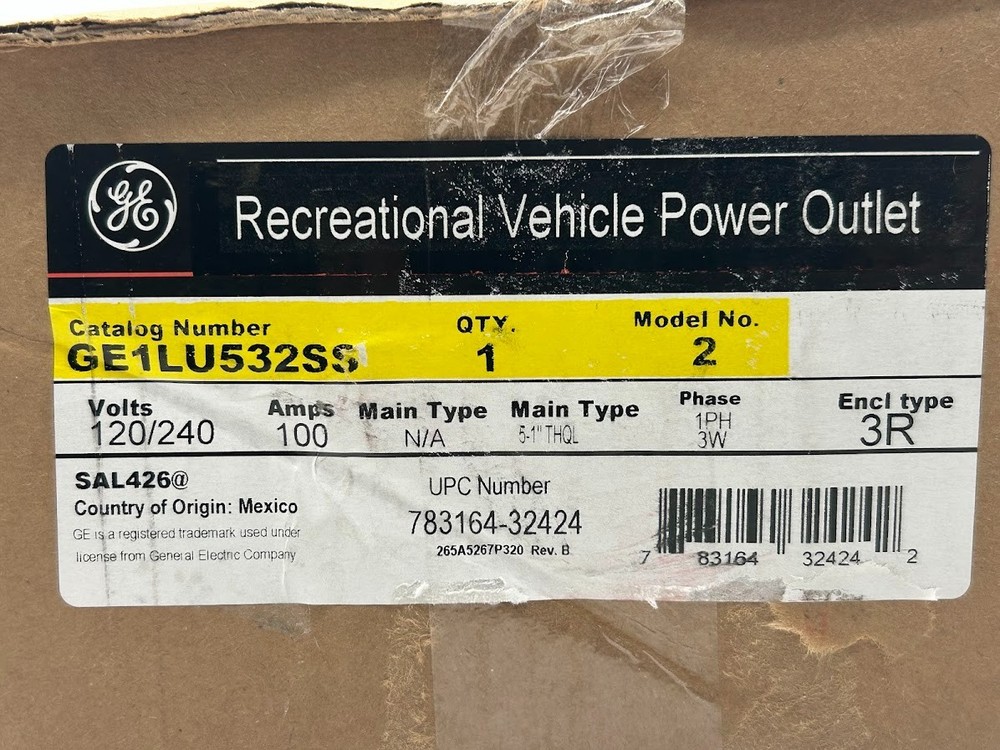 GE
Recreational Vehicle Power Outlet
Catalog Number QTY. Model No.
GE1LU532SS 1 2
Volts Amps Main Type Main Type Phase Encl type
120/240 100 N/A 5-1" THQL 1PH 3R
3W
SAL426@
Country of Origin: Mexico
GE is a registered trademark used under
license from General Electric Company
UPC Number
783164-32424
265A5267P320 Rev. B
7 83164 32424 2